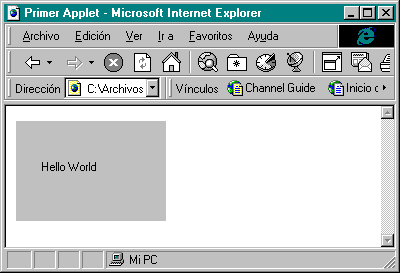 Primer Applet - Microsoft Internet Explorer
Archivo Edición Ver Ir a Favoritos Ayuda
Dirección C:\Archivos Vínculos Channel Guide Inicio c
Hello World
Mi PC